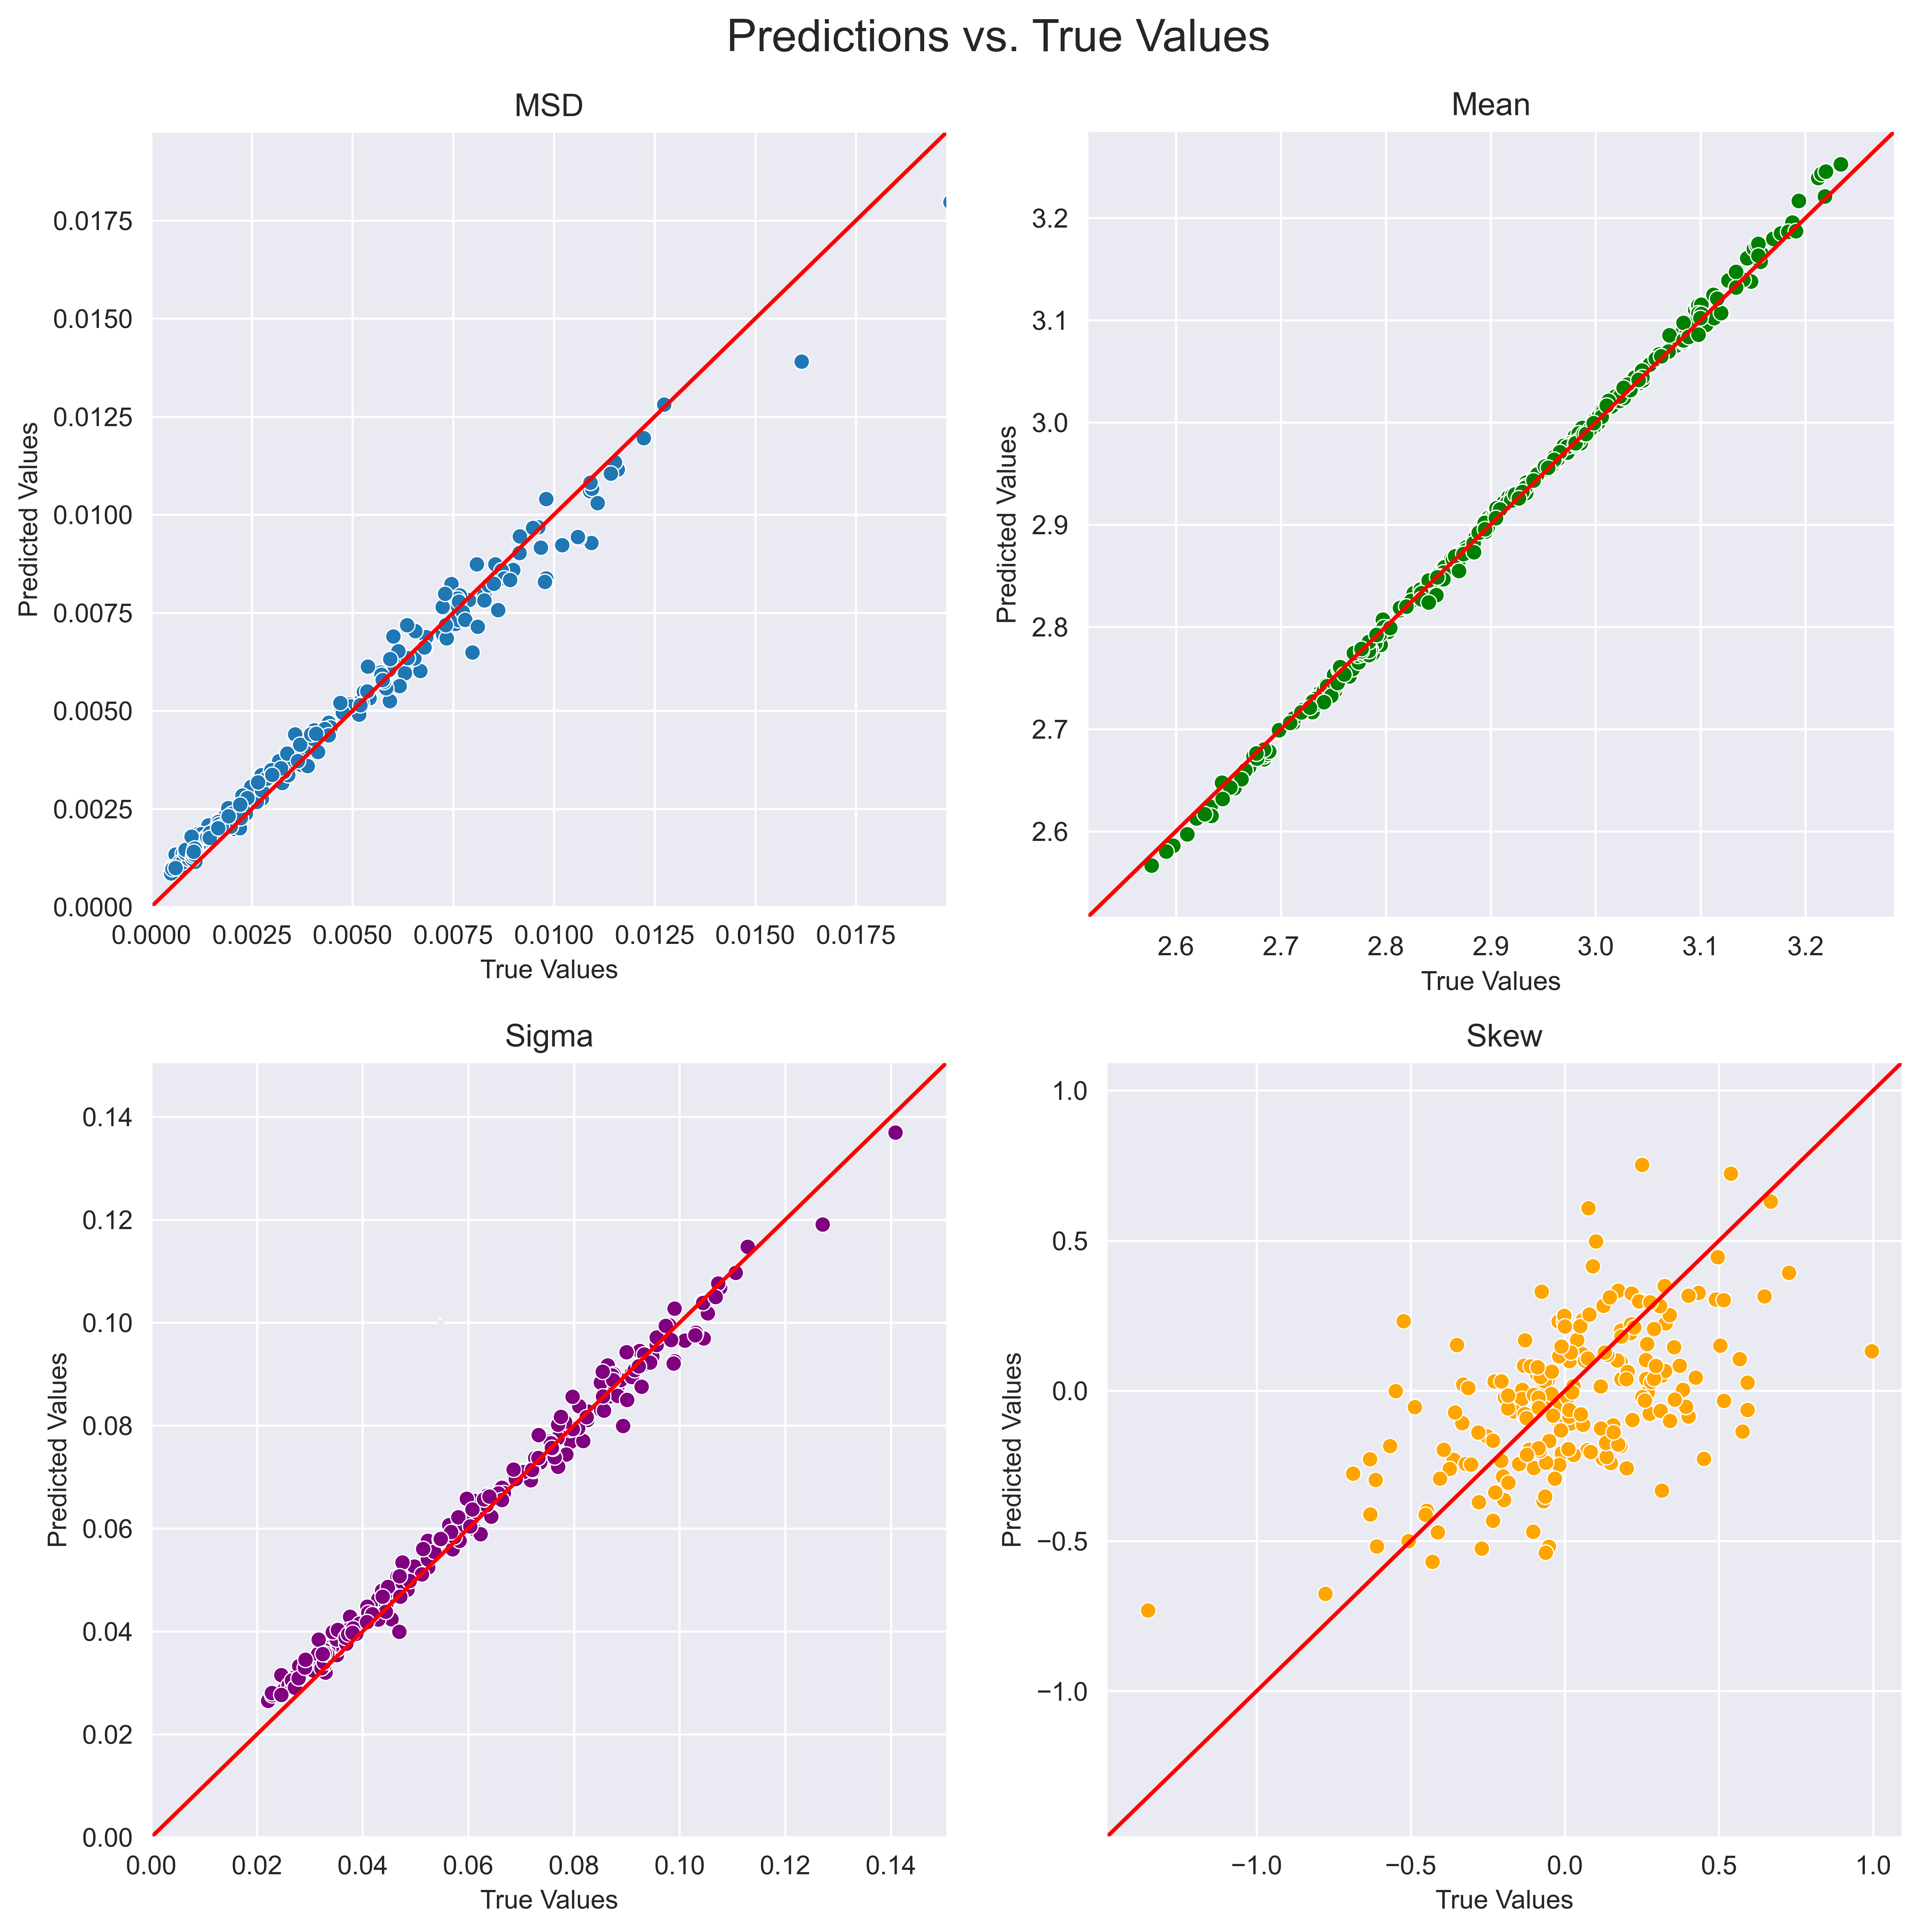 Predictions vs. True Values
MSD
Predicted Values
0.0175
0.0150
0.0125
0.0100
0.0075
0.0050
0.0025
0.0000
0.0000 0.0025 0.0050 0.0075 0.0100 0.0125 0.0150 0.0175
True Values
Mean
Predicted Values
3.2
3.1
3.0
2.9
2.8
2.7
2.6
2.6 2.7 2.8 2.9 3.0 3.1 3.2
True Values
Sigma
Predicted Values
0.14
0.12
0.10
0.08
0.06
0.04
0.02
0.00
0.00 0.02 0.04 0.06 0.08 0.10 0.12 0.14
True Values
Skew
Predicted Values
1.0
0.5
0.0
−0.5
−1.0
−1.0 −0.5 0.0 0.5 1.0
True Values